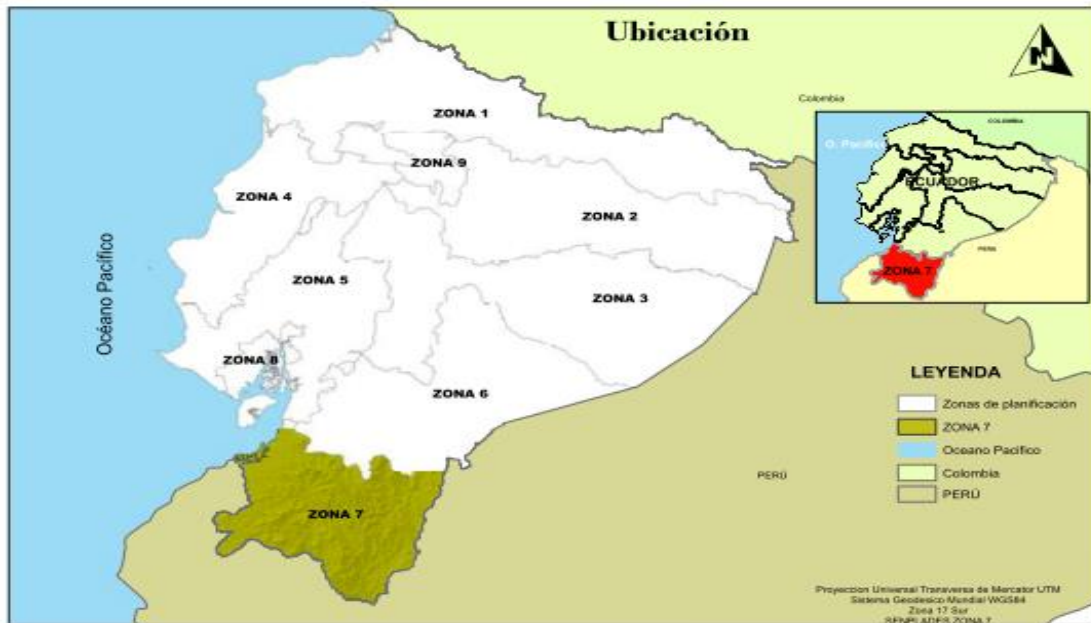 Ubicación
N
Colombia
ZONA 1
ZONA 9
ZONA 4
ZONA 2
ZONA 5
ZONA 3
ZONA 8
ZONA 6
ZONA 7
Océano Pacífico
PERÚ
COLOMBIA
O. Pacífico
ECUADOR
PERÚ
ZONA 7
LEYENDA
Zonas de planificación
ZONA 7
Oceano Pacífico
Colombia
PERÚ
Proyeccion Universal Transversa de Mercator UTM
Sistema Geodesico Mundial WGS84
Zona 17 Sur
SENPLADES ZONA 7